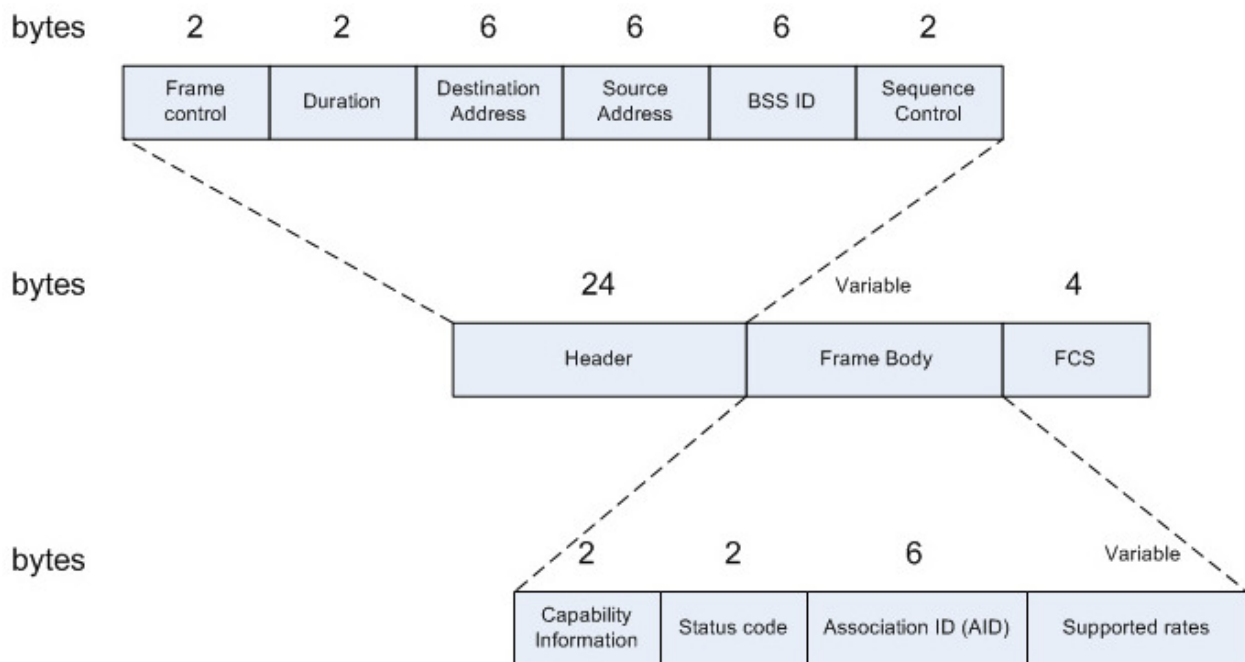 bytes 2 2 6 6 6 2
Frame control Duration Destination Address Source Address BSS ID Sequence Control
bytes 24 Variable 4
Header Frame Body FCS
bytes 2 2 6 Variable
Capability Information Status code Association ID (AID) Supported rates